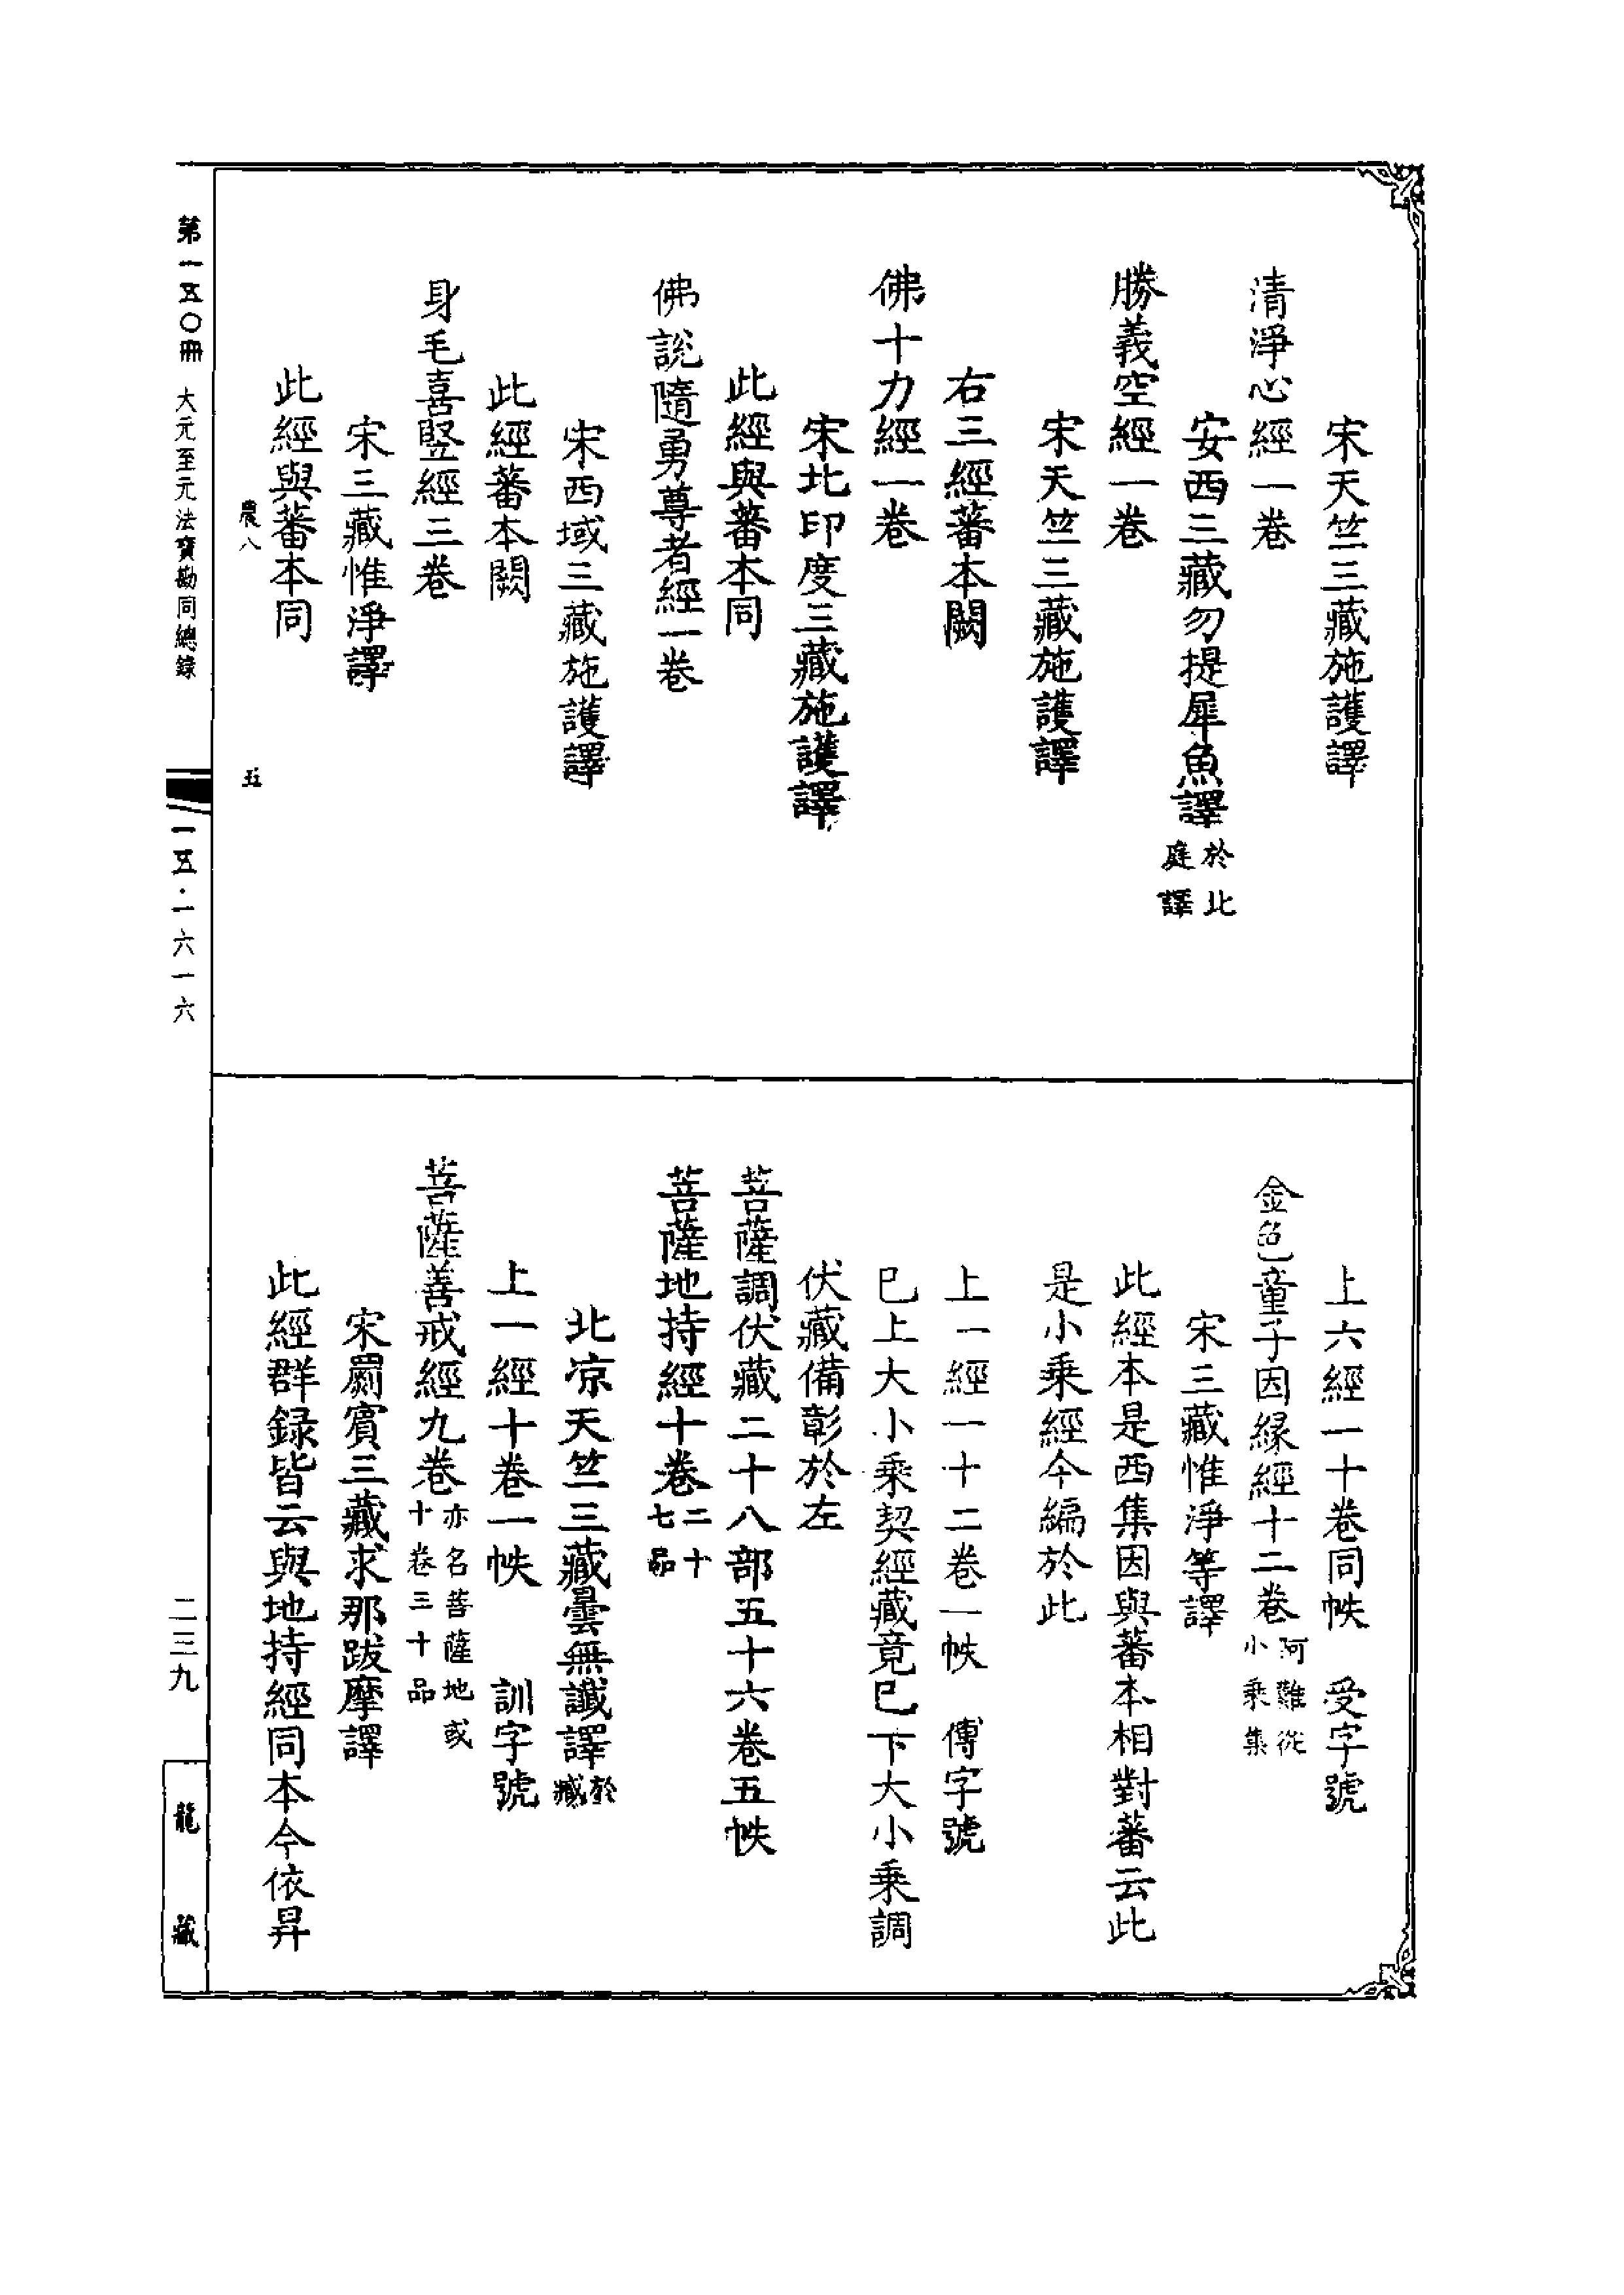 宋天竺三藏施護譯
清淨心經一卷
安西三藏勿提犀魚譯於北庭譯
勝義空經一卷
宋天竺三藏施護譯
右三經蕃本闕
佛十力經一卷
宋北印度三藏施護譯
此經與蕃本同
佛說隨勇尊者經一卷
宋西域三藏施護譯
此經蕃本闕
身毛喜豎經三卷
宋三藏惟淨譯
此經與蕃本同
農八
五
上六經一十卷同帙 受字號
金色童子因緣經十二卷阿難從小乘集
宋三藏惟淨等譯
此經本是西集因與蕃本相對蕃云此
是小乘經今編於此
上一經一十二卷一帙 傅字號
巳上大小乘契經藏竟巳下大小乘調
伏藏備彰於左
菩薩調伏藏二十八部五十六卷五帙
菩薩地持經十卷二十七品
北凉天竺三藏曇無讖譯於臧
上一經十卷一帙 訓字號
菩薩善戒經九卷亦名菩薩地或十卷三十品
宋罽賓三藏求那跋摩譯
此經群録皆云與地持經同本今依昇
第一五〇冊 大元至元法寶勘同總錄
一五·一六一六
二三九
龍藏